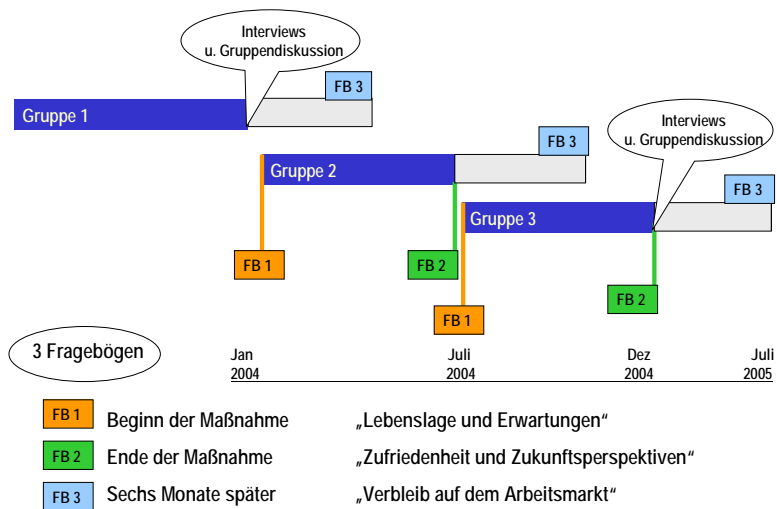 Interviews
u. Gruppendiskussion
FB 3
Gruppe 1
Interviews
u. Gruppendiskussion
FB 3
Gruppe 2
FB 3
Gruppe 3
FB 1
FB 2
FB 2
FB 1
3 Fragebögen
Jan
2004
Juli
2004
Dez
2004
Juli
2005
FB 1 Beginn der Maßnahme „Lebenslage und Erwartungen“
FB 2 Ende der Maßnahme „Zufriedenheit und Zukunftsperspektiven“
FB 3 Sechs Monate später „Verbleib auf dem Arbeitsmarkt“